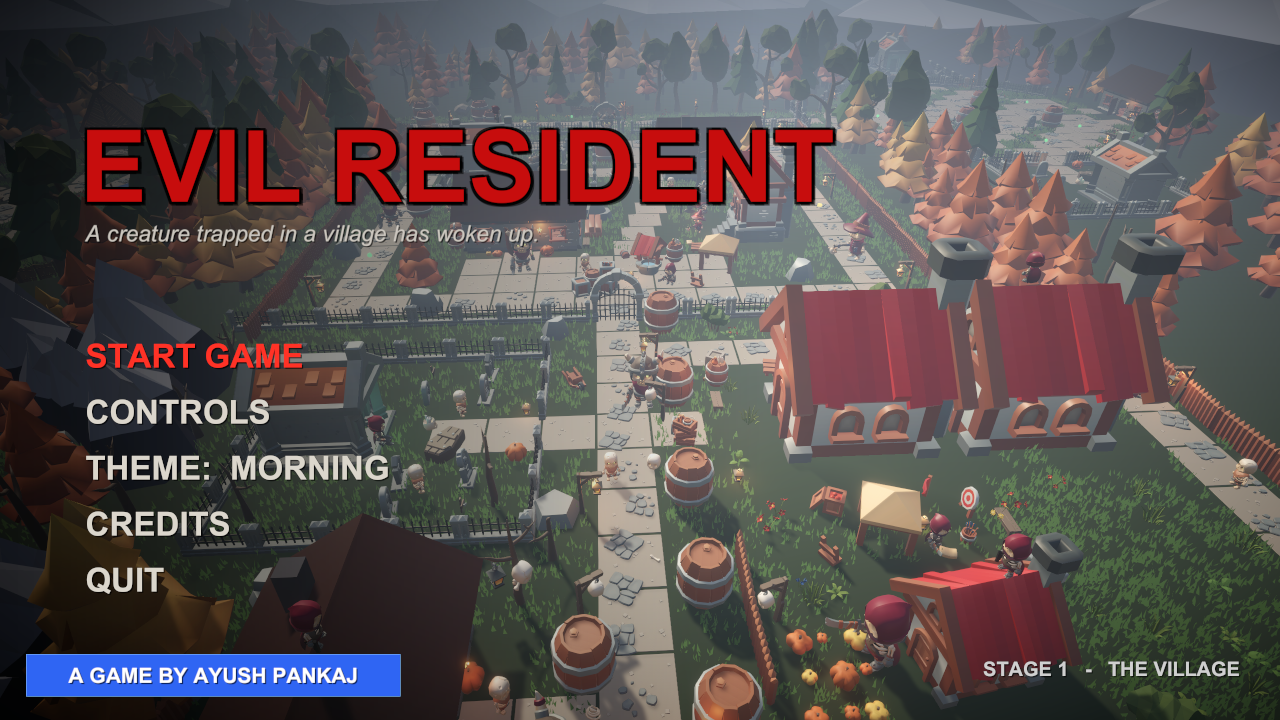 EVIL RESIDENT
A creature trapped in a village has woken up.
START GAME
CONTROLS
THEME: MORNING
CREDITS
QUIT
A GAME BY AYUSH PANKAJ
STAGE 1 - THE VILLAGE